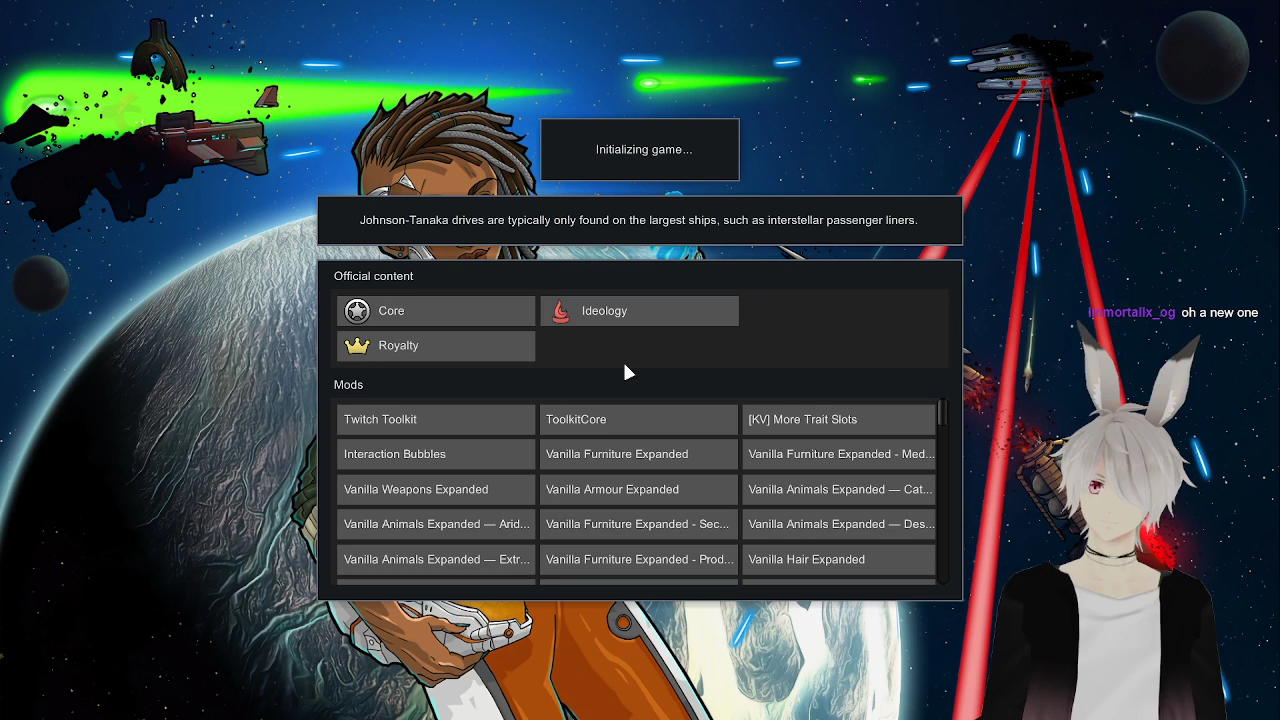 Initializing game...
Johnson-Tanaka drives are typically only found on the largest ships, such as interstellar passenger liners.
Official content
Core
Ideology
Royalty
Mods
Twitch Toolkit
ToolkitCore
[KV] More Trait Slots
Interaction Bubbles
Vanilla Furniture Expanded
Vanilla Furniture Expanded - Med...
Vanilla Weapons Expanded
Vanilla Armour Expanded
Vanilla Animals Expanded — Cat...
Vanilla Animals Expanded — Arid...
Vanilla Furniture Expanded - Sec...
Vanilla Animals Expanded — Des...
Vanilla Animals Expanded — Extr...
Vanilla Furniture Expanded - Prod...
Vanilla Hair Expanded
immortalix_og oh a new one